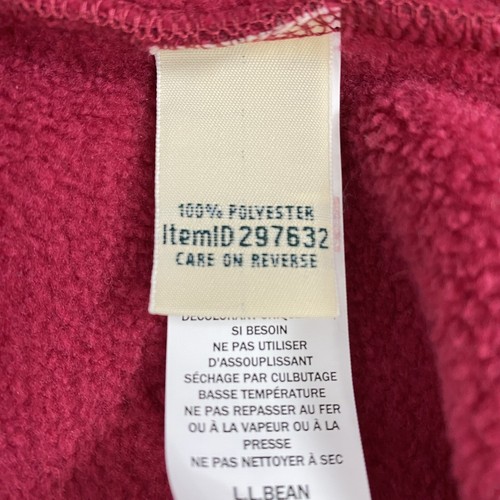 100% POLYESTER
ItemID 297632
CARE ON REVERSE
SI BESOIN
NE PAS UTILISER
D'ASSOUPLISSANT
SÉCHAGE PAR CULBUTAGE
BASSE TEMPÉRATURE
NE PAS REPASSER AU FER
OU À LA VAPEUR OU À LA
PRESSE
NE PAS NETTOYER À SEC
L.L.BEAN